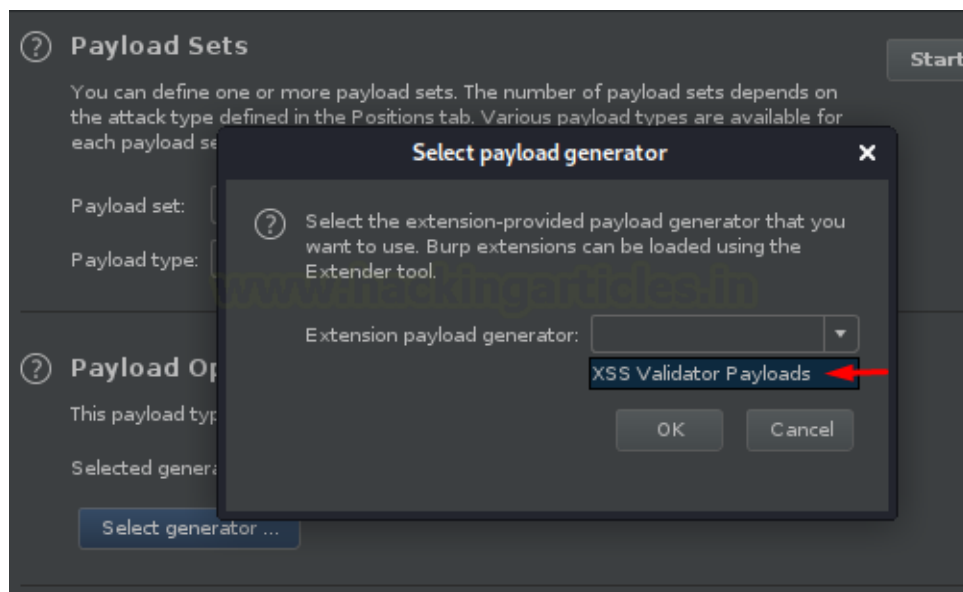 Payload Sets
Start
You can define one or more payload sets. The number of payload sets depends on
the attack type defined in the Positions tab. Various payload types are available for
each payload se
Select payload generator
Payload set:
Select the extension-provided payload generator that you
want to use. Burp extensions can be loaded using the
Extender tool.
Payload type:
www.hackingarticles.in
Extension payload generator:
XSS Validator Payloads
Payload Op
This payload typ
OK
Cancel
Selected genera
Select generator ...